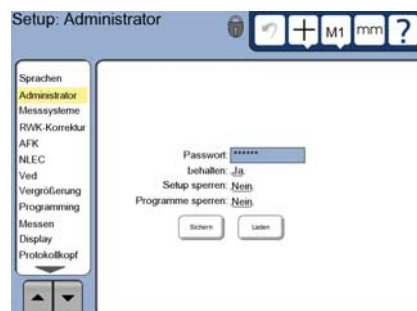 Setup: Administrator
M1 mm ?
Sprachen
Administrator
Messsysteme
RWK-Korrektur
AFK
NLEC
Ved
Vergrößerung
Programming
Messen
Display
Protokollkopf
Passwort: ******
behalten: Ja
Setup sperren: Nein
Programme sperren: Nein
Sichern Laden